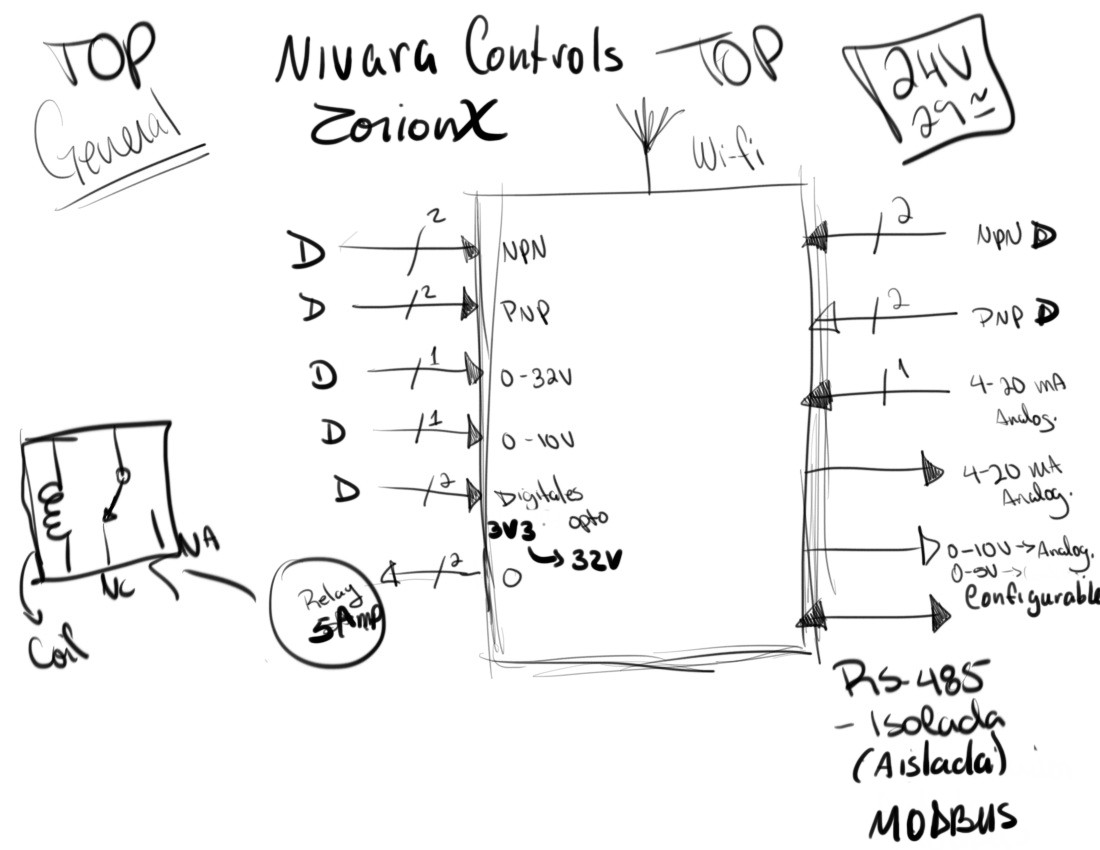 TOP
General
Nivara Controls
ZorionX
TOP
24V
Wi-fi
D 2 NPN
D 2 PNP
D 1 0-32V
D 1 0-10V
D 2 Digitales
opto
3V3
32V
2 O
Relay
5Amp
NA
NC
Coil
2 NPN D
2 PNP D
1 4-20 mA
Analog.
4-20 mA
Analog.
0-10V → Analog.
0-5V →
Configurable
RS-485
- Isolada
(Aislada)
MODBUS